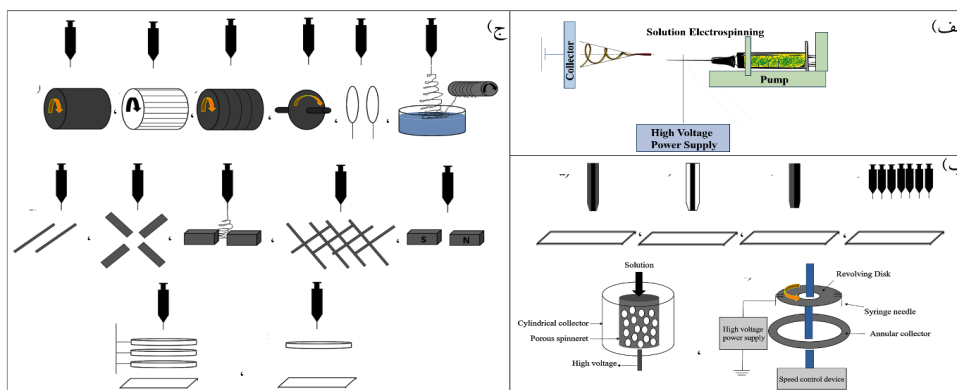 الف)
Solution Electrospinning
Collector
Pump
High Voltage
Power Supply
ب)
Solution
Cylindrical collector
Porous spinneret
High voltage
Revolving Disk
Syringe needle
Annular collector
High voltage
power supply
Speed control device
ج)
S
N